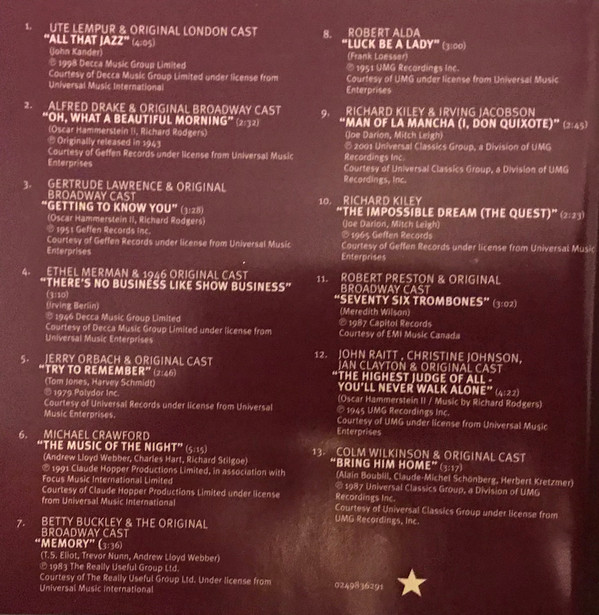 1. UTE LEMPUR & ORIGINAL LONDON CAST
"ALL THAT JAZZ" (4:05)
(John Kander)
℗ 1998 Decca Music Group Limited
Courtesy of Decca Music Group Limited under license from
Universal Music International
2. ALFRED DRAKE & ORIGINAL BROADWAY CAST
"OH, WHAT A BEAUTIFUL MORNING" (2:32)
(Oscar Hammerstein II, Richard Rodgers)
℗ Originally released in 1943
Courtesy of Geffen Records under license from Universal Music
Enterprises
3. GERTRUDE LAWRENCE & ORIGINAL
BROADWAY CAST
"GETTING TO KNOW YOU" (3:28)
(Oscar Hammerstein II, Richard Rodgers)
℗ 1951 Geffen Records Inc.
Courtesy of Geffen Records under license from Universal Music
Enterprises
4. ETHEL MERMAN & 1946 ORIGINAL CAST
"THERE'S NO BUSINESS LIKE SHOW BUSINESS"
(3:10)
(Irving Berlin)
℗ 1946 Decca Music Group Limited
Courtesy of Decca Music Group Limited under license from
Universal Music Enterprises
5. JERRY ORBACH & ORIGINAL CAST
"TRY TO REMEMBER" (2:46)
(Tom Jones, Harvey Schmidt)
℗ 1979 Polydor Inc.
Courtesy of Universal Records under license from Universal
Music Enterprises.
6. MICHAEL CRAWFORD
"THE MUSIC OF THE NIGHT" (5:15)
(Andrew Lloyd Webber, Charles Hart, Richard Stilgoe)
℗ 1991 Claude Hopper Productions Limited, in association with
Focus Music International Limited
Courtesy of Claude Hopper Productions Limited under license
from Universal Music International
7. BETTY BUCKLEY & THE ORIGINAL
BROADWAY CAST
"MEMORY" (3:36)
(T.S. Eliot, Trevor Nunn, Andrew Lloyd Webber)
℗ 1983 The Really Useful Group Ltd.
Courtesy of The Really Useful Group Ltd. Under license from
Universal Music International
8. ROBERT ALDA
"LUCK BE A LADY" (3:00)
(Frank Loesser)
℗ 1951 UMG Recordings Inc.
Courtesy of UMG under license from Universal Music
Enterprises
9. RICHARD KILEY & IRVING JACOBSON
"MAN OF LA MANCHA (I, DON QUIXOTE)" (2:45)
(Joe Darion, Mitch Leigh)
℗ 2001 Universal Classics Group, a Division of UMG
Recordings Inc.
Courtesy of Universal Classics Group, a Division of UMG
Recordings, Inc.
10. RICHARD KILEY
"THE IMPOSSIBLE DREAM (THE QUEST)" (2:23)
(Joe Darion, Mitch Leigh)
℗ 1965 Geffen Records
Courtesy of Geffen Records under license from Universal Music
Enterprises
11. ROBERT PRESTON & ORIGINAL
BROADWAY CAST
"SEVENTY SIX TROMBONES" (3:02)
(Meredith Wilson)
℗ 1987 Capitol Records
Courtesy of EMI Music Canada
12. JOHN RAITT , CHRISTINE JOHNSON,
JAN CLAYTON & ORIGINAL CAST
"THE HIGHEST JUDGE OF ALL -
YOU'LL NEVER WALK ALONE" (4:22)
(Oscar Hammerstein II / Music by Richard Rodgers)
℗ 1945 UMG Recordings Inc.
Courtesy of UMG under license from Universal Music
Enterprises
13. COLM WILKINSON & ORIGINAL CAST
"BRING HIM HOME" (3:17)
(Alain Boublil, Claude-Michel Schönberg, Herbert Kretzmer)
℗ 1987 Universal Classics Group, a Division of UMG
Recordings Inc.
Courtesy of Universal Classics Group under license from
UMG Recordings, Inc.
0249836291